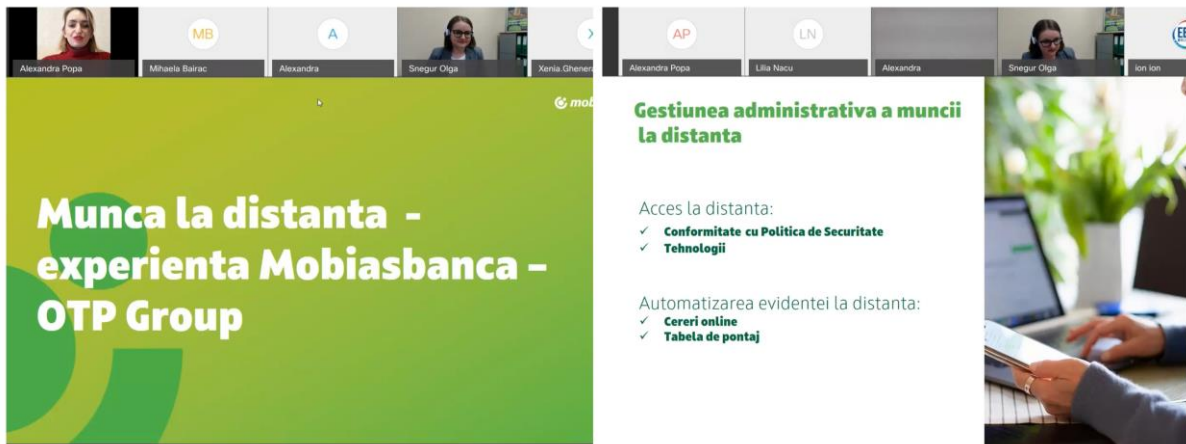 MB
A
Alexandra Popa
Mihaela Bairac
Alexandra
Snegur Olga
mob
Munca la distanta -
experienta Mobiasbanca –
OTP Group
AP
LN
Alexandra Popa
Lilia Nacu
Alexandra
Snegur Olga
ion ion
Gestiunea administrativa a muncii
la distanta
Acces la distanta:
✓ Conformitate cu Politica de Securitate
✓ Tehnologii
Automatizarea evidentei la distanta:
✓ Cereri online
✓ Tabela de pontaj